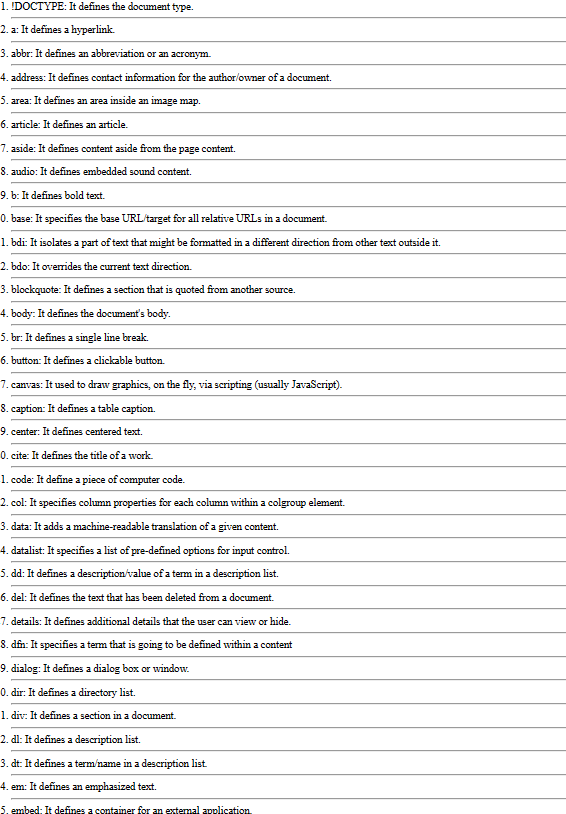 1. !DOCTYPE: It defines the document type.
2. a: It defines a hyperlink.
3. abbr: It defines an abbreviation or an acronym.
4. address: It defines contact information for the author/owner of a document.
5. area: It defines an area inside an image map.
6. article: It defines an article.
7. aside: It defines content aside from the page content.
8. audio: It defines embedded sound content.
9. b: It defines bold text.
0. base: It specifies the base URL/target for all relative URLs in a document.
1. bdi: It isolates a part of text that might be formatted in a different direction from other text outside it.
2. bdo: It overrides the current text direction.
3. blockquote: It defines a section that is quoted from another source.
4. body: It defines the document's body.
5. br: It defines a single line break.
6. button: It defines a clickable button.
7. canvas: It used to draw graphics, on the fly, via scripting (usually JavaScript).
8. caption: It defines a table caption.
9. center: It defines centered text.
0. cite: It defines the title of a work.
1. code: It define a piece of computer code.
2. col: It specifies column properties for each column within a colgroup element.
3. data: It adds a machine-readable translation of a given content.
4. datalist: It specifies a list of pre-defined options for input control.
5. dd: It defines a description/value of a term in a description list.
6. del: It defines the text that has been deleted from a document.
7. details: It defines additional details that the user can view or hide.
8. dfn: It specifies a term that is going to be defined within a content
9. dialog: It defines a dialog box or window.
0. dir: It defines a directory list.
1. div: It defines a section in a document.
2. dl: It defines a description list.
3. dt: It defines a term/name in a description list.
4. em: It defines an emphasized text.
5. embed: It defines a container for an external application.